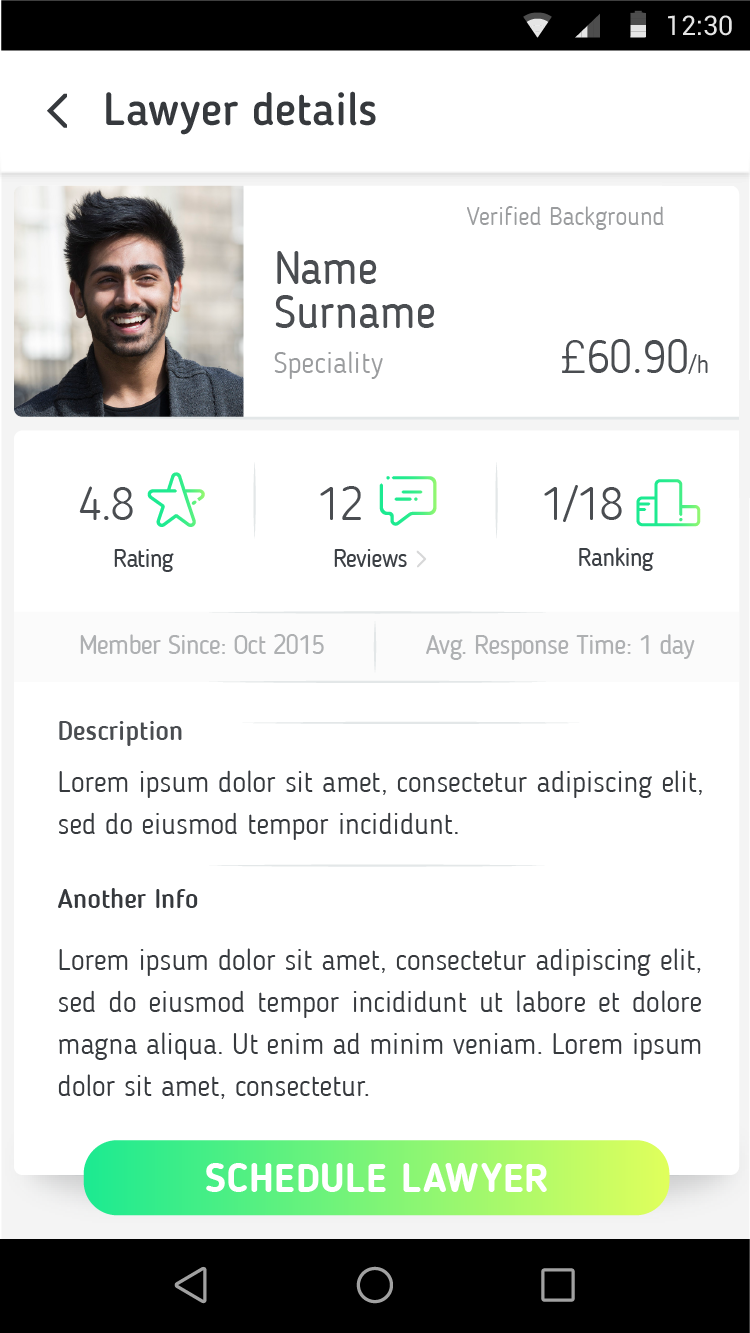 12:30
Lawyer details
Verified Background
Name
Surname
Speciality
£60.90/h
4.8
12
1/18
Rating
Reviews
Ranking
Member Since: Oct 2015
Avg. Response Time: 1 day
Description
Lorem ipsum dolor sit amet, consectetur adipiscing elit,
sed do eiusmod tempor incididunt.
Another Info
Lorem ipsum dolor sit amet, consectetur adipiscing elit,
sed do eiusmod tempor incididunt ut labore et dolore
magna aliqua. Ut enim ad minim veniam. Lorem ipsum
dolor sit amet, consectetur.
SCHEDULE LAWYER